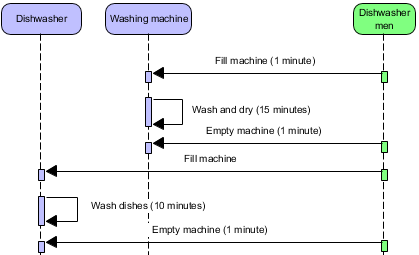 Dishwasher
Washing machine
Dishwasher
men
Fill machine (1 minute)
Wash and dry (15 minutes)
Empty machine (1 minute)
Fill machine
Wash dishes (10 minutes)
Empty machine (1 minute)